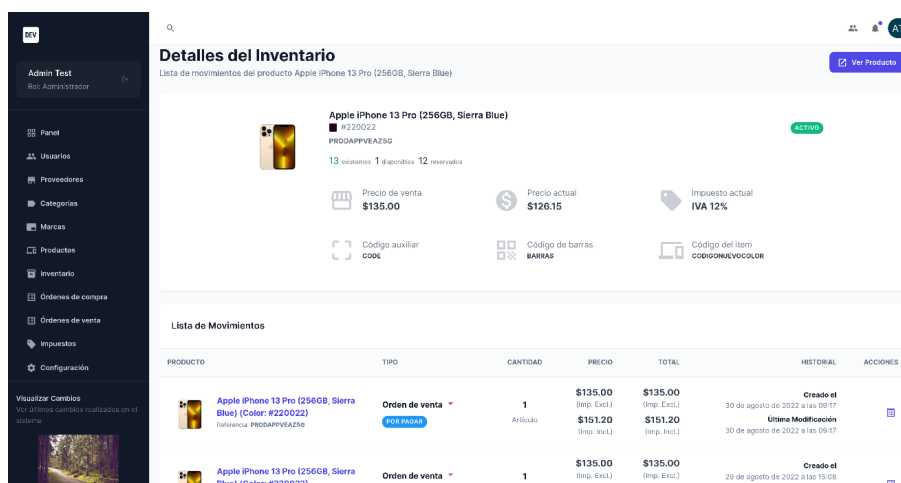 DEV
Admin Test
Rol: Administrador
Panel
Usuarios
Proveedores
Categorías
Marcas
Productos
Inventario
Órdenes de compra
Órdenes de venta
Impuestos
Configuración
Visualizar Cambios
Ver últimos cambios realizados en el
sistema
AT
Detalles del Inventario
Lista de movimientos del producto Apple iPhone 13 Pro (256GB, Sierra Blue)
Ver Producto
Apple iPhone 13 Pro (256GB, Sierra Blue)
#220022
PRODAPPVEAZ5G
ACTIVO
13 existentes 1 disponibles 12 reservados
Precio de venta
$135.00
Precio actual
$126.15
Impuesto actual
IVA 12%
Código auxiliar
CODE
Código de barras
BARRAS
Código del item
CODIGONUEVOCOLOR
Lista de Movimientos
PRODUCTO TIPO CANTIDAD PRECIO TOTAL HISTORIAL ACCIONES
Apple iPhone 13 Pro (256GB, Sierra
Blue) (Color: #220022)
Referencia: PRODAPPVEAZ5G
Orden de venta
POR PAGAR
1
Artículo
$135.00
(Imp. Excl.)
$151.20
(Imp. Incl.)
$135.00
(Imp. Excl.)
$151.20
(Imp. Incl.)
Creado el
30 de agosto de 2022 a las 09:17
Última Modificación
30 de agosto de 2022 a las 09:17
Apple iPhone 13 Pro (256GB, Sierra
Blue) (Color: #220022)
Orden de venta
1
$135.00
(Imp. Excl.)
$135.00
(Imp. Excl.)
Creado el
29 de agosto de 2022 a las 15:08